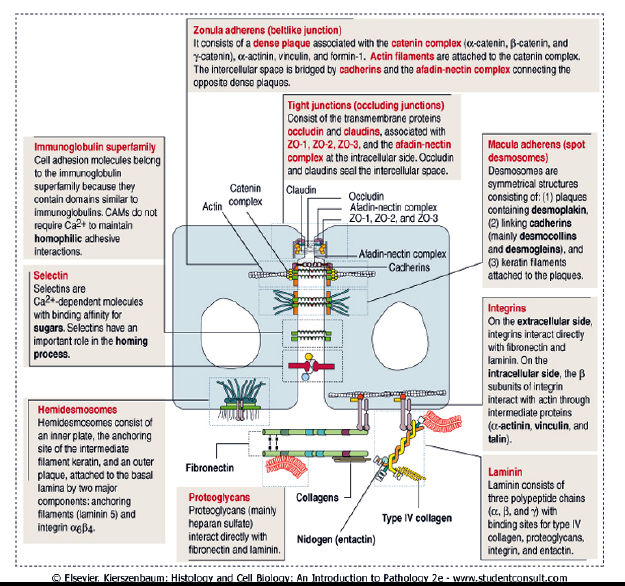 Zonula adherens (beltlike junction)
It consists of a dense plaque associated with the catenin complex (α-catenin, β-catenin, and
γ-catenin), α-actinin, vinculin, and formin-1. Actin filaments are attached to the catenin complex.
The intercellular space is bridged by cadherins and the afadin-nectin complex connecting the
opposite dense plaques.
Tight junctions (occluding junctions)
Consist of the transmembrane proteins
occludin and claudins, associated with
ZO-1, ZO-2, ZO-3, and the afadin-nectin
complex at the intracellular side. Occludin
and claudins seal the intercellular space.
Immunoglobulin superfamily
Cell adhesion molecules belong
to the immunoglobulin
superfamily because they
contain domains similar to
immunoglobulins. CAMs do not
require Ca2+ to maintain
homophilic adhesive
interactions.
Macula adherens (spot
desmosomes)
Desmosomes are
symmetrical structures
consisting of: (1) plaques
containing desmoplakin,
(2) linking cadherins
(mainly desmocollins
and desmogleins), and
(3) keratin filaments
attached to the plaques.
Actin
Catenin
complex
Claudin
Occludin
Afadin-nectin complex
ZO-1, ZO-2, and ZO-3
Afadin-nectin complex
Cadherins
Selectin
Selectins are
Ca2+-dependent molecules
with binding affinity for
sugars. Selectins have an
important role in the homing
process.
Integrins
On the extracellular side,
integrins interact directly
with fibronectin and
laminin. On the
intracellular side, the β
subunits of integrin
interact with actin through
intermediate proteins
(α-actinin, vinculin, and
talin).
Hemidesmosomes
Hemidesmosomes consist of
an inner plate, the anchoring
site of the intermediate
filament keratin, and an outer
plaque, attached to the basal
lamina by two major
components: anchoring
filaments (laminin 5) and
integrin α6β4.
Fibronectin
Proteoglycans
Proteoglycans (mainly
heparan sulfate)
interact directly with
fibronectin and laminin.
Collagens
Nidogen (entactin)
Type IV collagen
Laminin
Laminin consists of
three polypeptide chains
(α, β, and γ) with
binding sites for type IV
collagen, proteoglycans,
integrin, and entactin.
© Elsevier. Kierszenbaum: Histology and Cell Biology: An Introduction to Pathology 2e - www.studentconsult.com